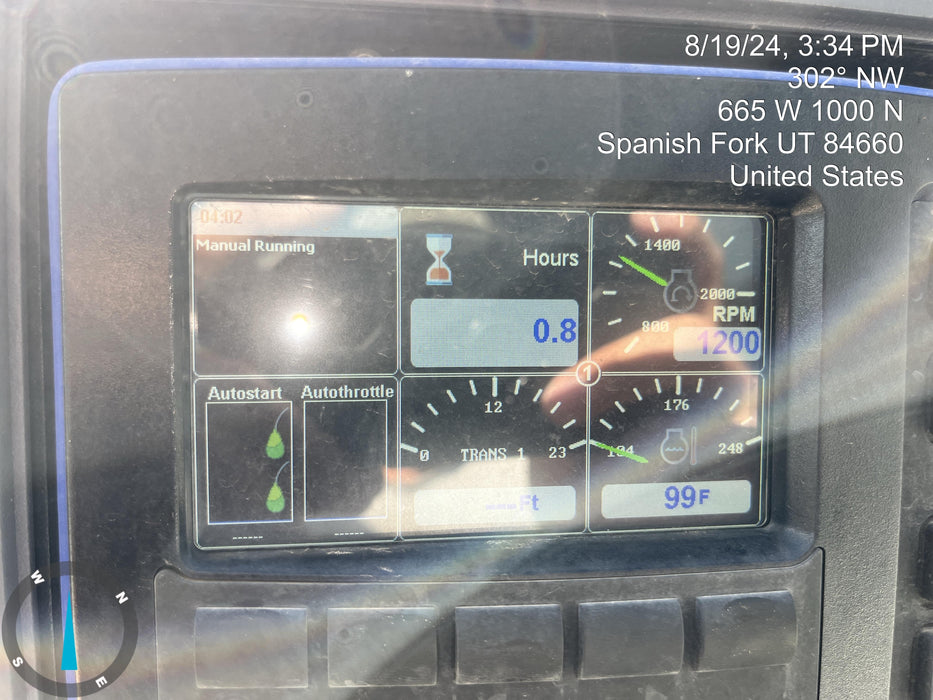 8/19/24, 3:34 PM
302° NW
665 W 1000 N
Spanish Fork UT 84660
United States
04:02
Manual Running
Hours
0.8
1400
2000
800
RPM
1200
1
Autostart
Autothrottle
------
------
12
0
TRANS 1
23
---Ft
176
104
248
99F
W
N
S
E